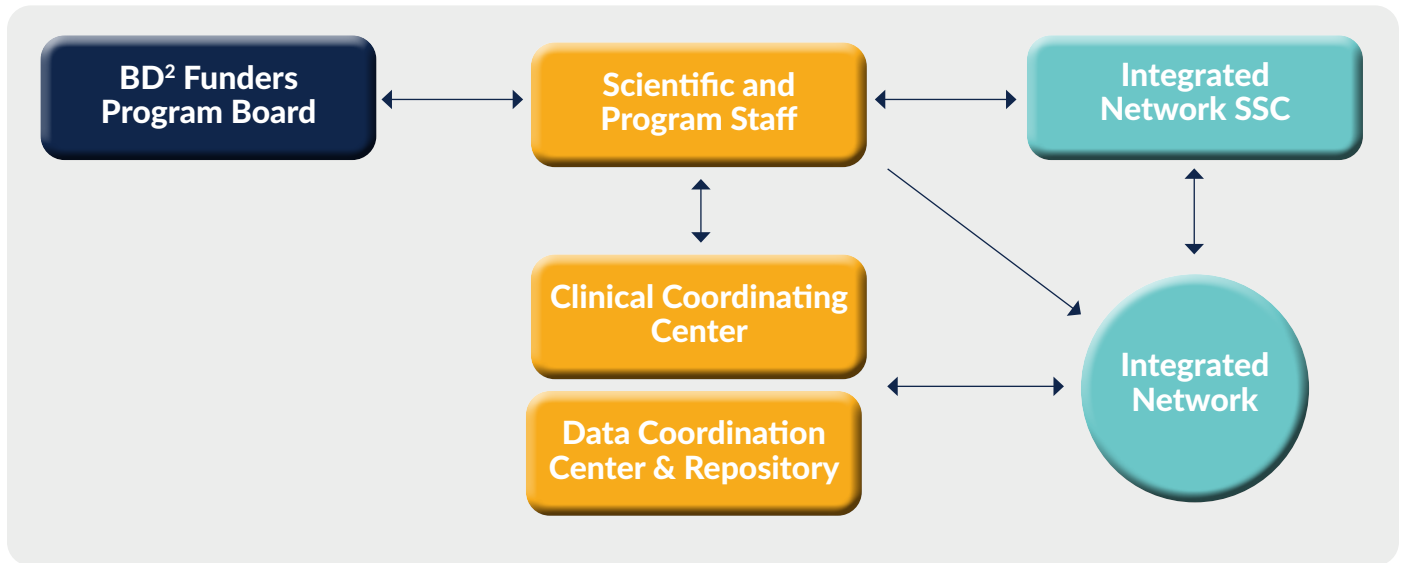 BD² Funders
Program Board
Scientific and
Program Staff
Integrated
Network SSC
Clinical Coordinating
Center
Data Coordination
Center & Repository
Integrated
Network